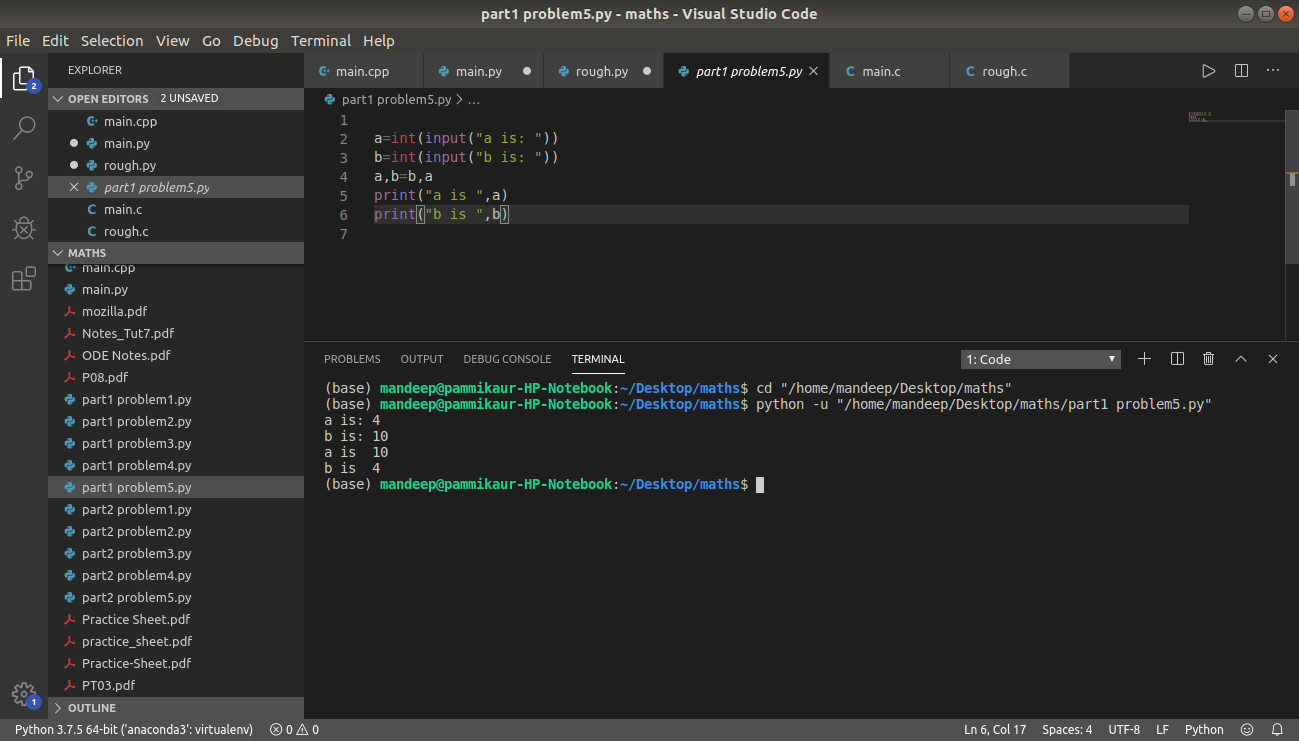 part1 problem5.py - maths - Visual Studio Code
File Edit Selection View Go Debug Terminal Help
EXPLORER
OPEN EDITORS 2 UNSAVED
main.cpp
main.py
rough.py
part1 problem5.py
main.c
rough.c
MATHS
main.cpp
main.py
mozilla.pdf
Notes_Tut7.pdf
ODE Notes.pdf
P08.pdf
part1 problem1.py
part1 problem2.py
part1 problem3.py
part1 problem4.py
part1 problem5.py
part2 problem1.py
part2 problem2.py
part2 problem3.py
part2 problem4.py
part2 problem5.py
Practice Sheet.pdf
practice_sheet.pdf
Practice-Sheet.pdf
PT03.pdf
OUTLINE
2
1
main.cpp main.py rough.py part1 problem5.py main.c rough.c
part1 problem5.py > ...
1
2 a=int(input("a is: "))
3 b=int(input("b is: "))
4 a,b=b,a
5 print("a is ",a)
6 print("b is ",b)
7
PROBLEMS OUTPUT DEBUG CONSOLE TERMINAL 1: Code
(base) mandeep@pammikaur-HP-Notebook:~/Desktop/maths$ cd "/home/mandeep/Desktop/maths"
(base) mandeep@pammikaur-HP-Notebook:~/Desktop/maths$ python -u "/home/mandeep/Desktop/maths/part1 problem5.py"
a is: 4
b is: 10
a is  10
b is  4
(base) mandeep@pammikaur-HP-Notebook:~/Desktop/maths$
Python 3.7.5 64-bit ('anaconda3': virtualenv) 0 0 Ln 6, Col 17 Spaces: 4 UTF-8 LF Python